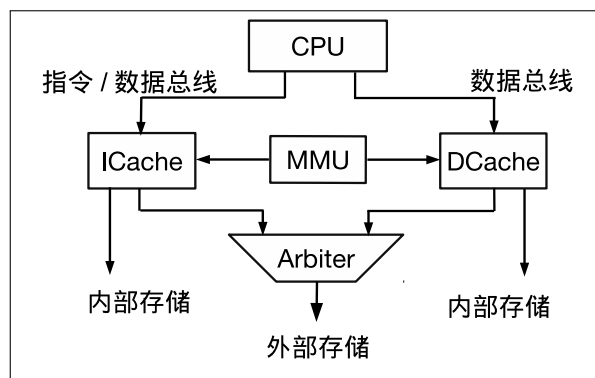 CPU
指令 / 数据总线
数据总线
ICache
MMU
DCache
Arbiter
内部存储
内部存储
外部存储